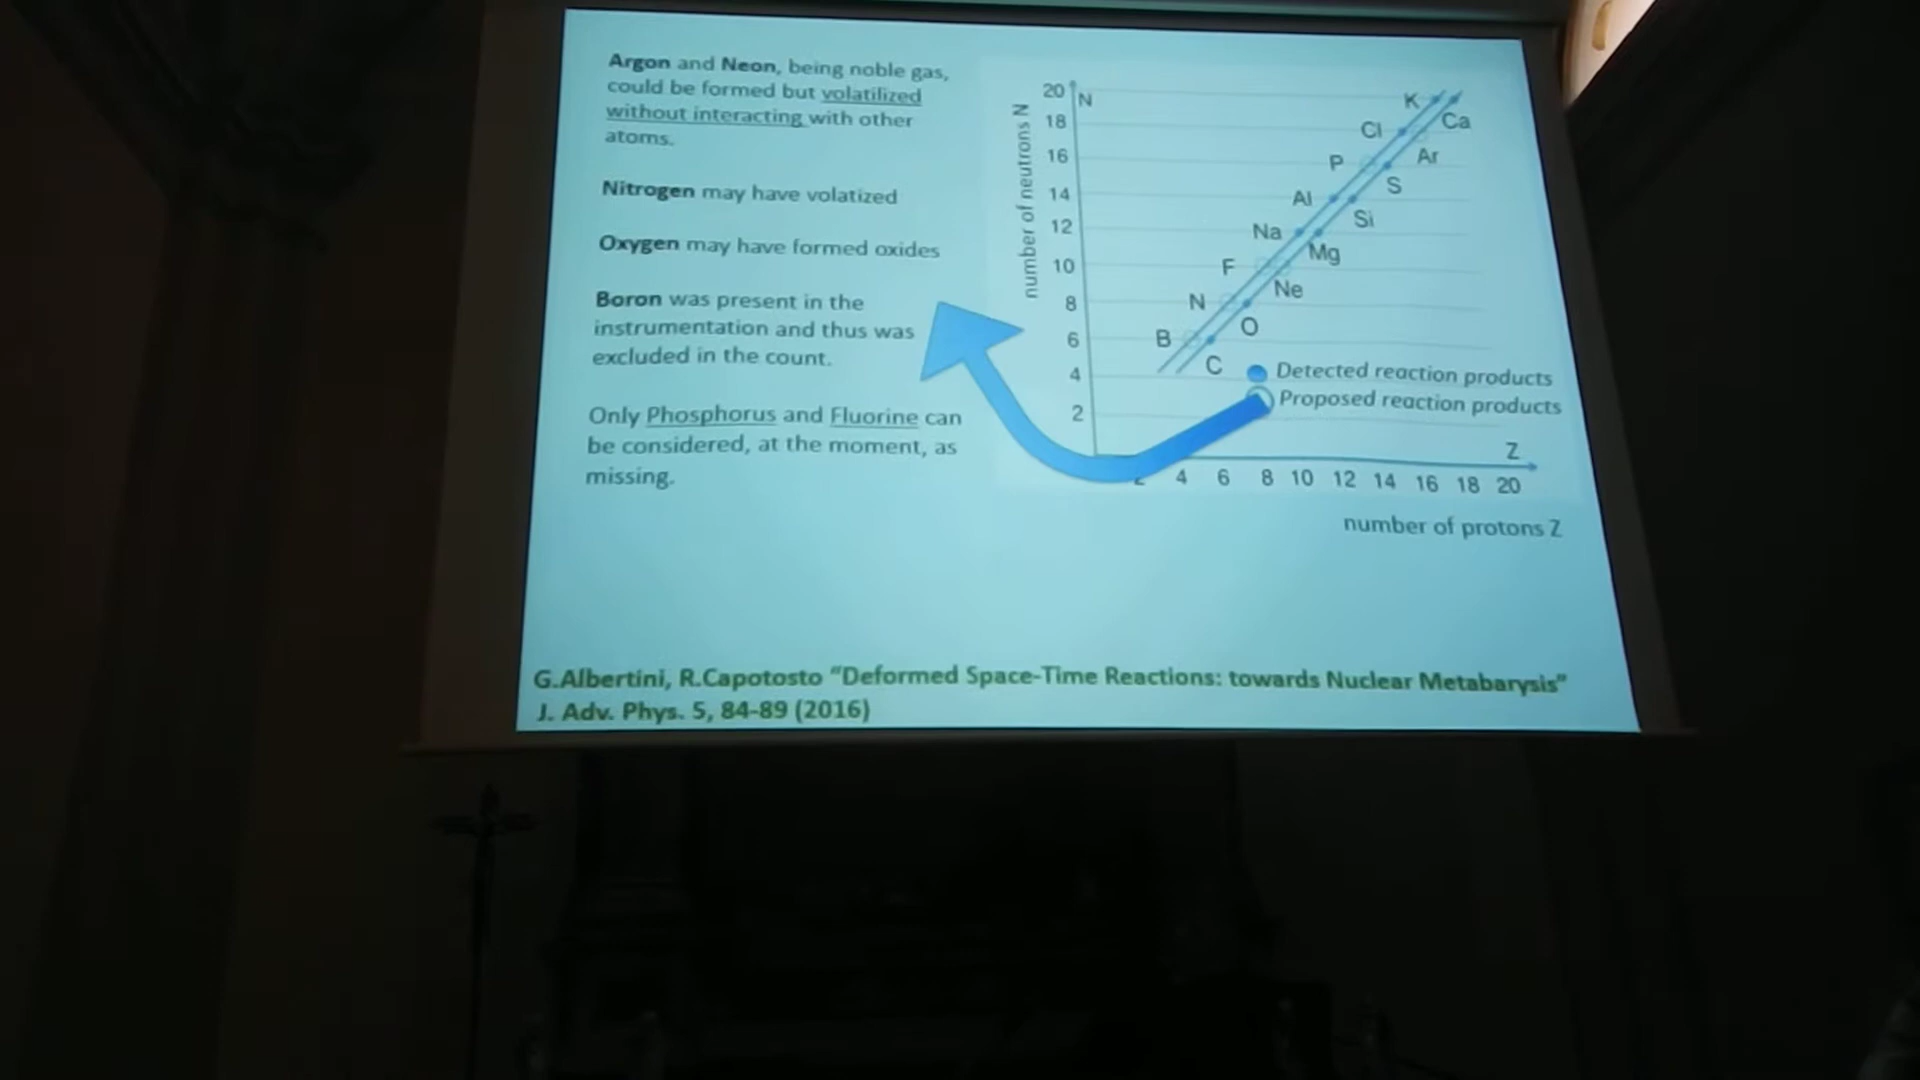 Argon and Neon, being noble gas,
could be formed but volatilized
without interacting with other
atoms.
Nitrogen may have volatized
Oxygen may have formed oxides
Boron was present in the
instrumentation and thus was
excluded in the count.
Only Phosphorus and Fluorine can
be considered, at the moment, as
missing.
number of neutrons N
20
18
16
14
12
10
8
6
4
2
N
K
Ca
Cl
Ar
P
S
Al
Si
Na
Mg
F
Ne
N
O
B
C
Detected reaction products
Proposed reaction products
Z
2 4 6 8 10 12 14 16 18 20
number of protons Z
G.Albertini, R.Capotosto "Deformed Space-Time Reactions: towards Nuclear Metabarysis"
J. Adv. Phys. 5, 84-89 (2016)